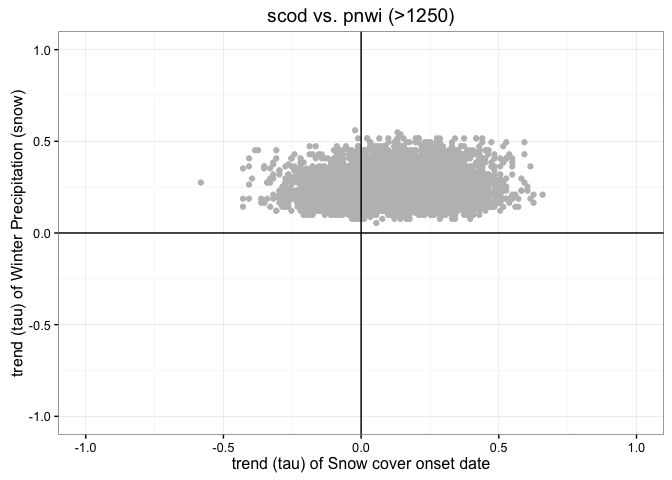 scod vs. pnwi (>1250)
trend (tau) of Winter Precipitation (snow)
1.0
0.5
0.0
-0.5
-1.0
-1.0 -0.5 0.0 0.5 1.0
trend (tau) of Snow cover onset date